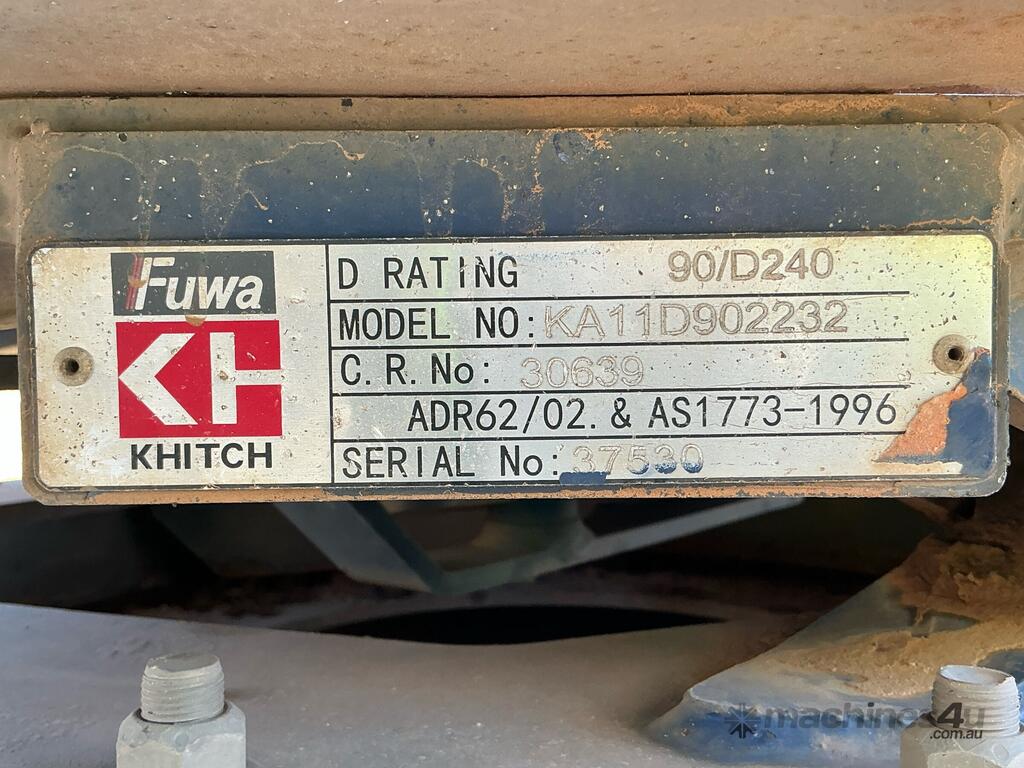 Fuwa
KH
KHITCH
D RATING 90/D240
MODEL NO: KA11D902232
C.R.No: 30639
ADR62/02. & AS1773-1996
SERIAL No: 37530
machines4u
.com.au